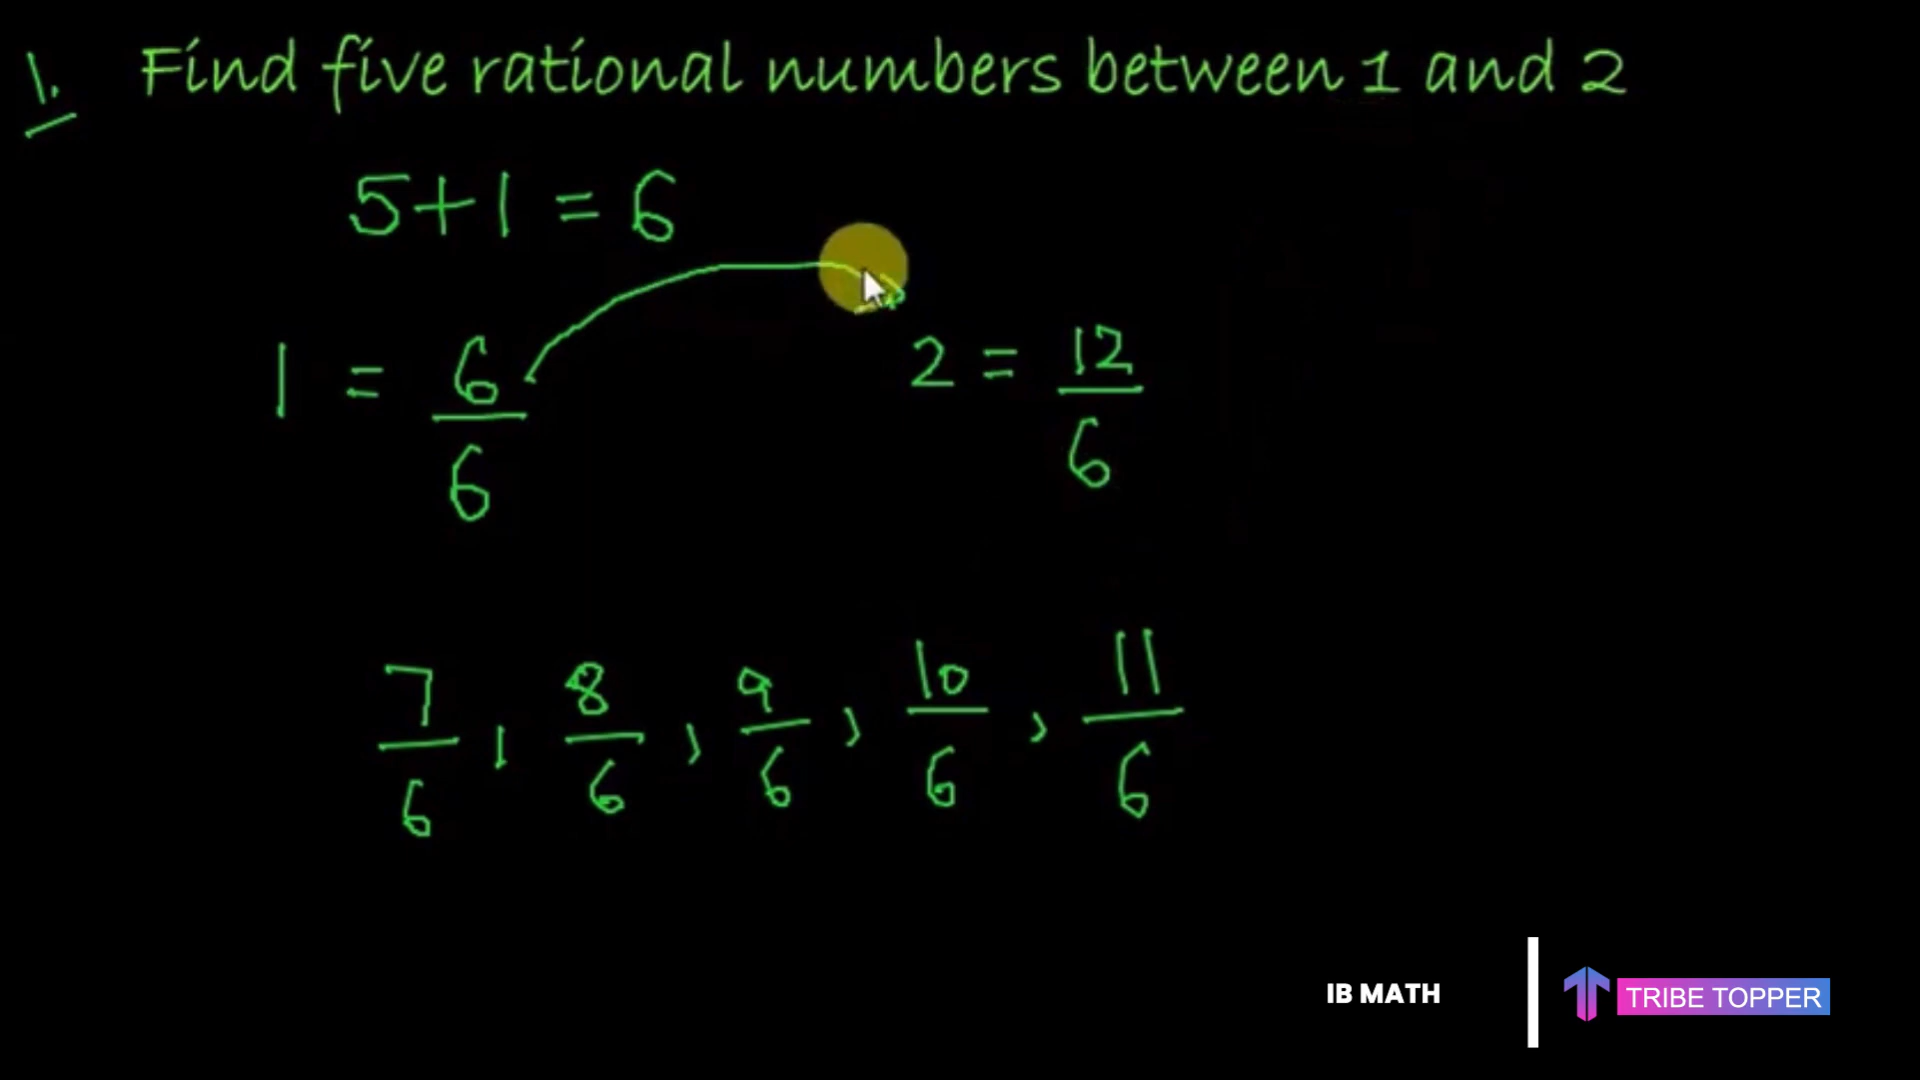 1. Find five rational numbers between 1 and 2
5+1 = 6
1 = 6/6 2 = 12/6
7/6, 8/6, 9/6, 10/6, 11/6
IB MATH TRIBE TOPPER